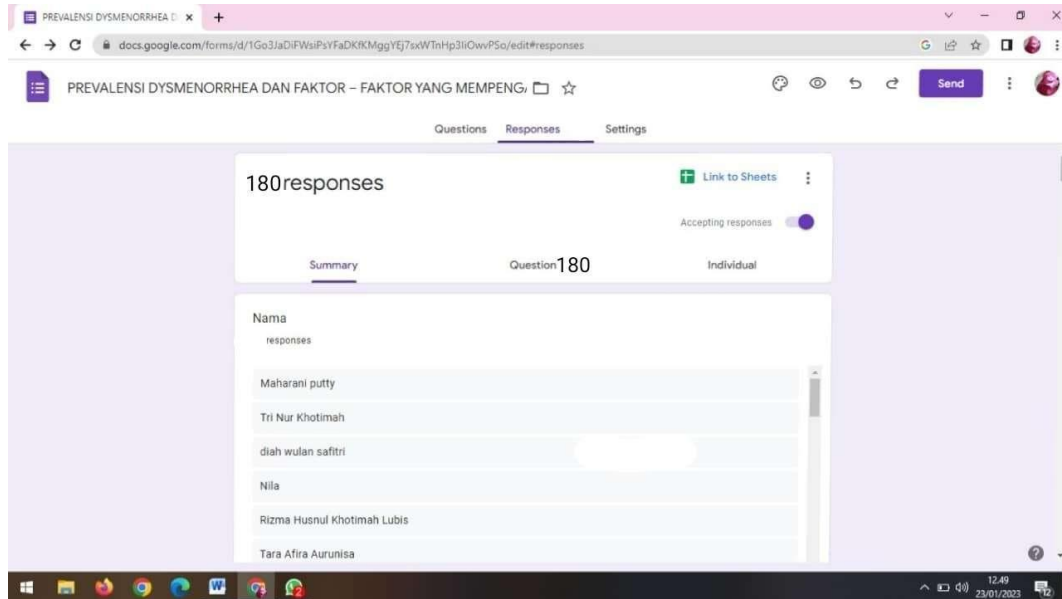 PREVALENSI DYSMENORRHEA D
docs.google.com/forms/d/1Go3JaDiFWsiPsYFaDKfKMggYEj7sxWTnHp3IiOwvPSo/edit#responses
PREVALENSI DYSMENORRHEA DAN FAKTOR – FAKTOR YANG MEMPENG
Send
Questions Responses Settings
180responses
Link to Sheets
Accepting responses
Summary Question180 Individual
Nama
responses
Maharani putty
Tri Nur Khotimah
diah wulan safitri
Nila
Rizma Husnul Khotimah Lubis
Tara Afira Aurunisa
12.49
23/01/2023